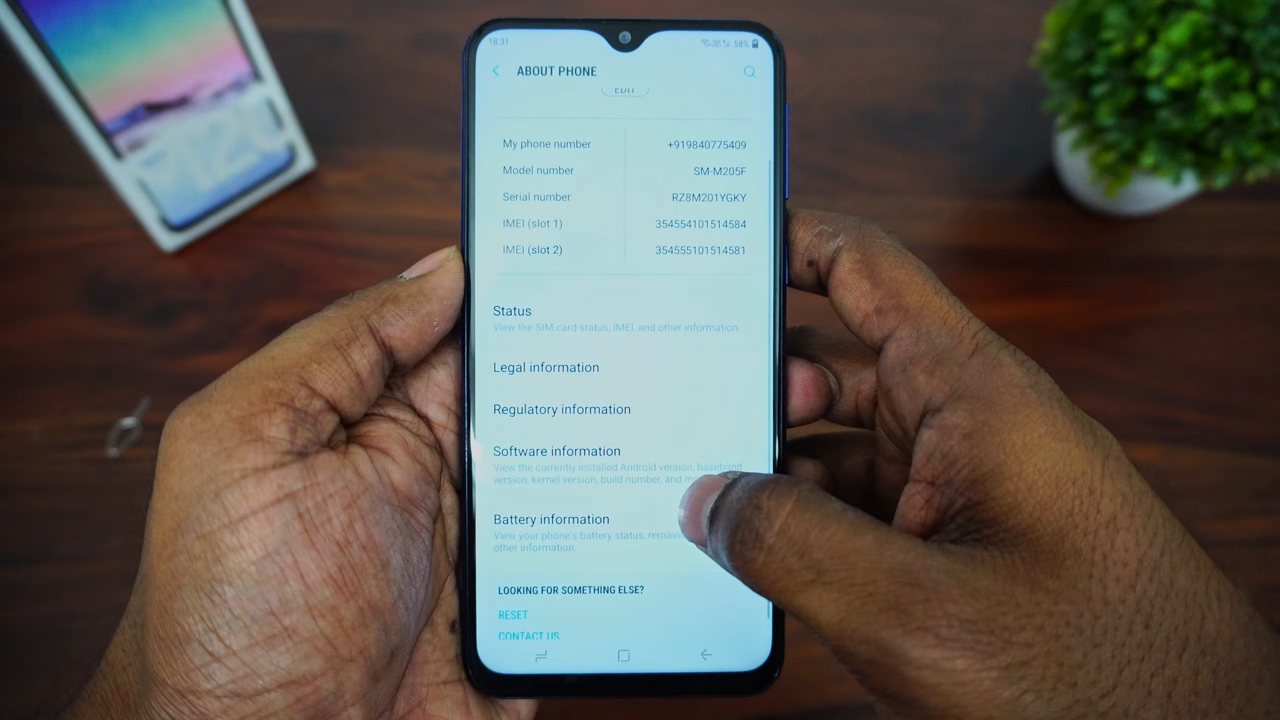 18:31
58%
ABOUT PHONE
EDIT
My phone number +919840775409
Model number SM-M205F
Serial number RZ8M201YGKY
IMEI (slot 1) 354554101514584
IMEI (slot 2) 354555101514581
Status
View the SIM card status, IMEI, and other information.
Legal information
Regulatory information
Software information
View the currently installed Android version, baseband
version, kernel version, build number, and
Battery information
View your phone's battery status,
other information.
LOOKING FOR SOMETHING ELSE?
RESET
CONTACT US